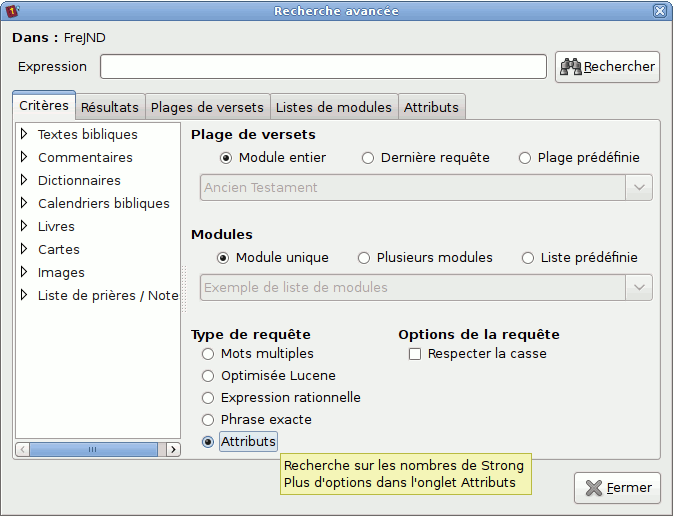 Recherche avancée
Dans : FreJND
Expression
Rechercher
Critères Résultats Plages de versets Listes de modules Attributs
Textes bibliques
Commentaires
Dictionnaires
Calendriers bibliques
Livres
Cartes
Images
Liste de prières / Note
Plage de versets
Module entier Dernière requête Plage prédéfinie
Ancien Testament
Modules
Module unique Plusieurs modules Liste prédéfinie
Exemple de liste de modules
Type de requête
Mots multiples
Optimisée Lucene
Expression rationnelle
Phrase exacte
Attributs
Options de la requête
Respecter la casse
Recherche sur les nombres de Strong
Plus d'options dans l'onglet Attributs
Fermer